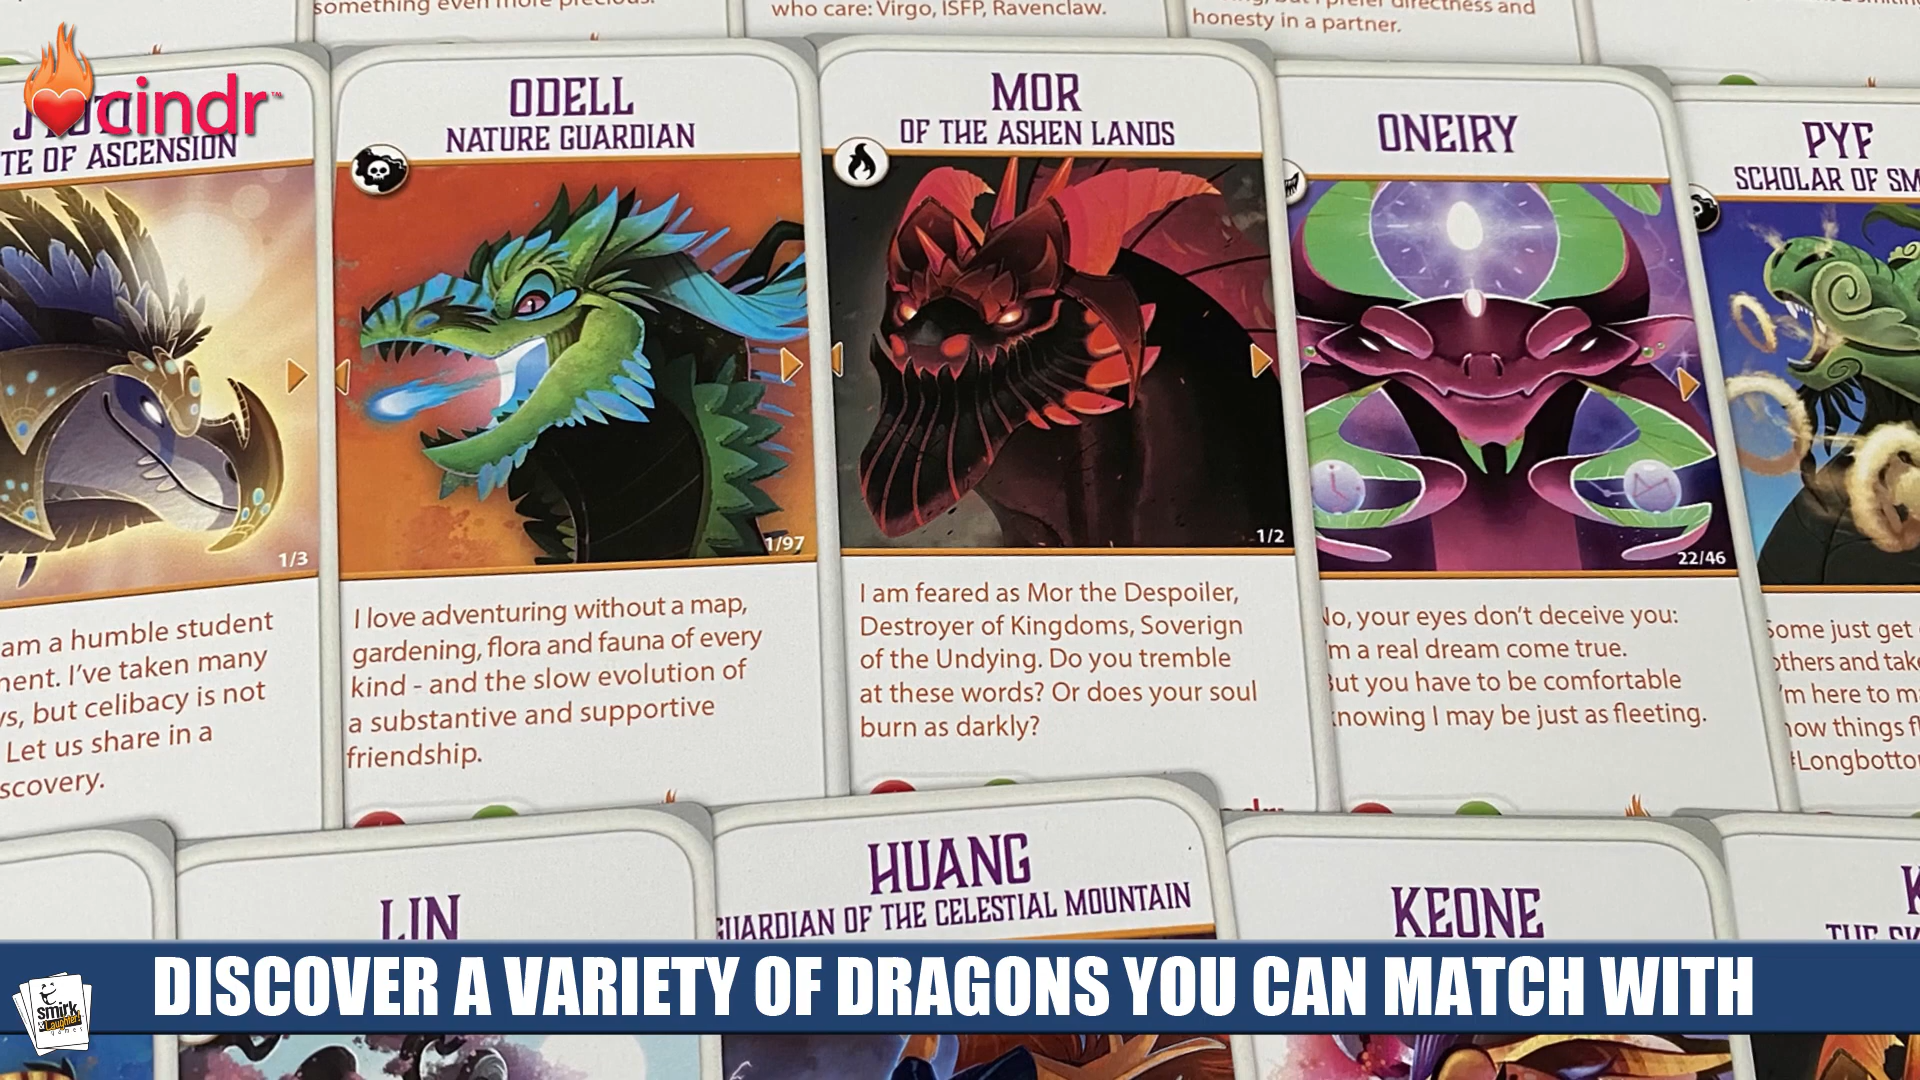 something even more precious.
who care: Virgo, ISFP, Ravenclaw.
but I prefer directness and
honesty in a partner.
cindr™
OF ASCENSION
1/3
am a humble student
I've taken many
but celibacy is not
Let us share in a
ODELL
NATURE GUARDIAN
1/97
I love adventuring without a map,
gardening, flora and fauna of every
kind - and the slow evolution of
a substantive and supportive
friendship.
MOR
OF THE ASHEN LANDS
1/2
I am feared as Mor the Despoiler,
Destroyer of Kingdoms, Soverign
of the Undying. Do you tremble
at these words? Or does your soul
burn as darkly?
ONEIRY
22/46
No, your eyes don't deceive you:
I'm a real dream come true.
But you have to be comfortable
knowing I may be just as fleeting.
PYF
SCHOLAR OF
Some just get
others and
I'm here to
how things
LIN
HUANG
GUARDIAN OF THE CELESTIAL MOUNTAIN
KEONE
DISCOVER A VARIETY OF DRAGONS YOU CAN MATCH WITH
smirk
& Laughter!
games